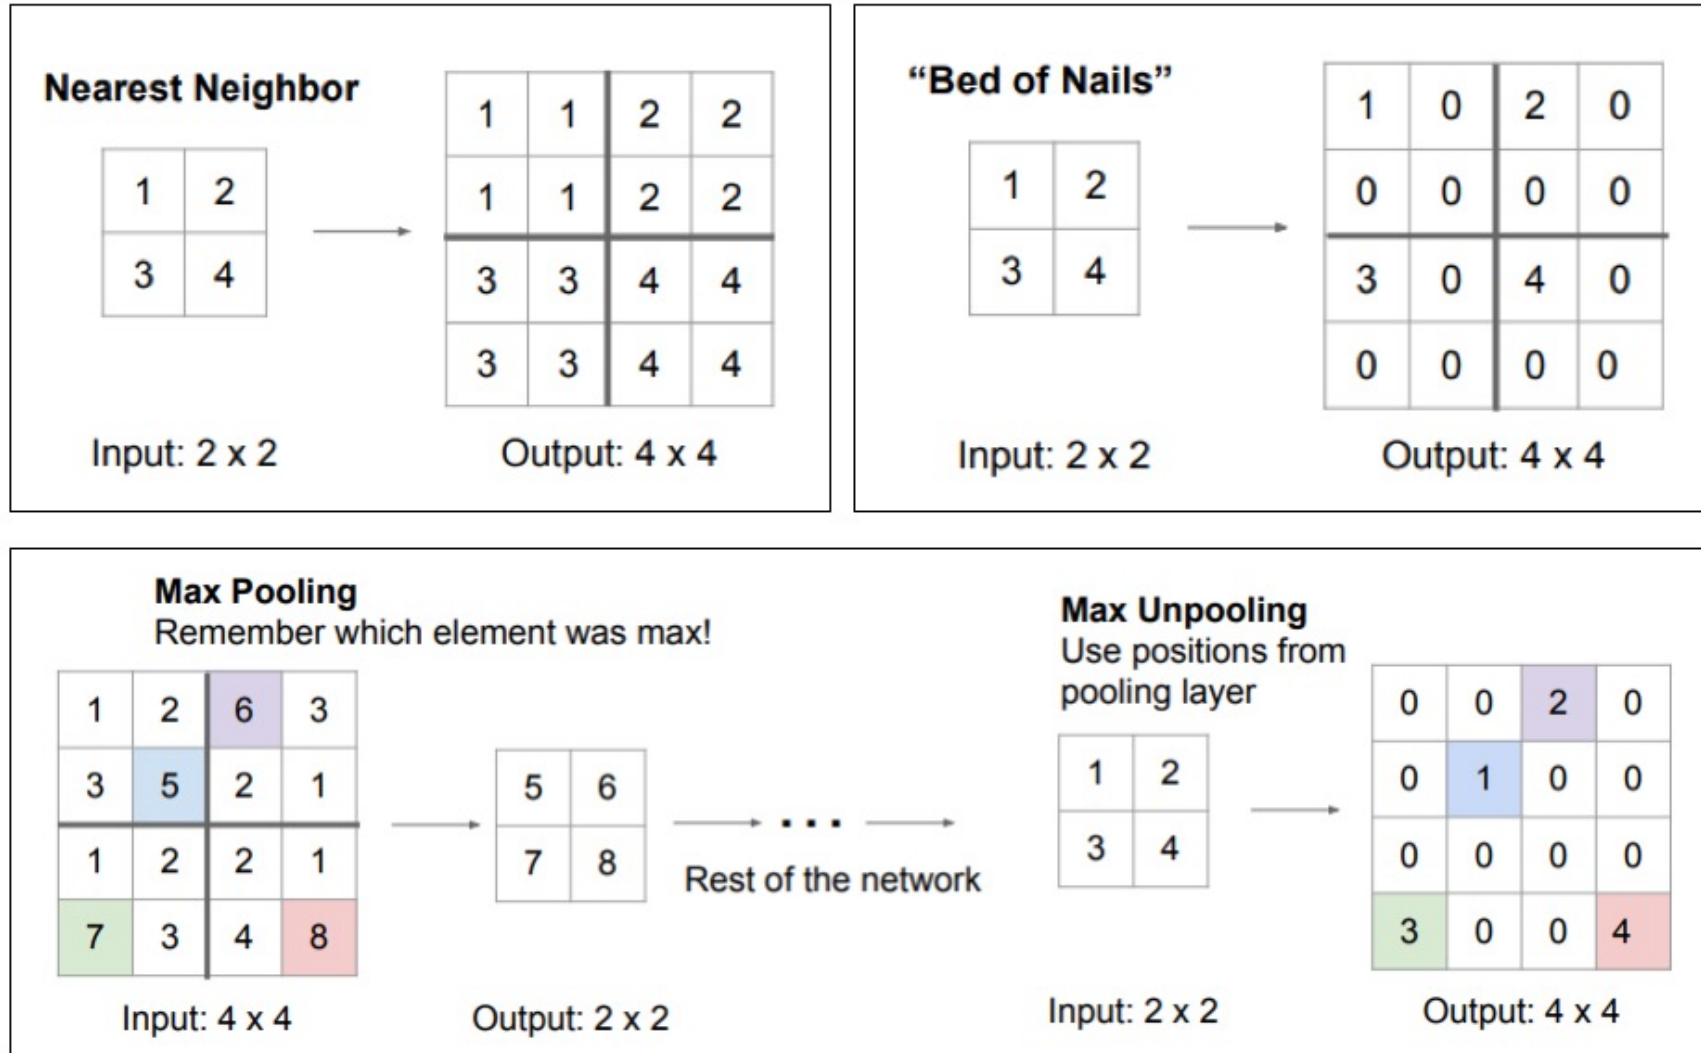 Nearest Neighbor
1 2
3 4
1 1 2 2
1 1 2 2
3 3 4 4
3 3 4 4
Input: 2 x 2
Output: 4 x 4
“Bed of Nails”
1 2
3 4
1 0 2 0
0 0 0 0
3 0 4 0
0 0 0 0
Input: 2 x 2
Output: 4 x 4
Max Pooling
Remember which element was max!
1 2 6 3
3 5 2 1
1 2 2 1
7 3 4 8
Input: 4 x 4
5 6
7 8
Output: 2 x 2
...
Rest of the network
Max Unpooling
Use positions from
pooling layer
1 2
3 4
Input: 2 x 2
0 0 2 0
0 1 0 0
0 0 0 0
3 0 0 4
Output: 4 x 4